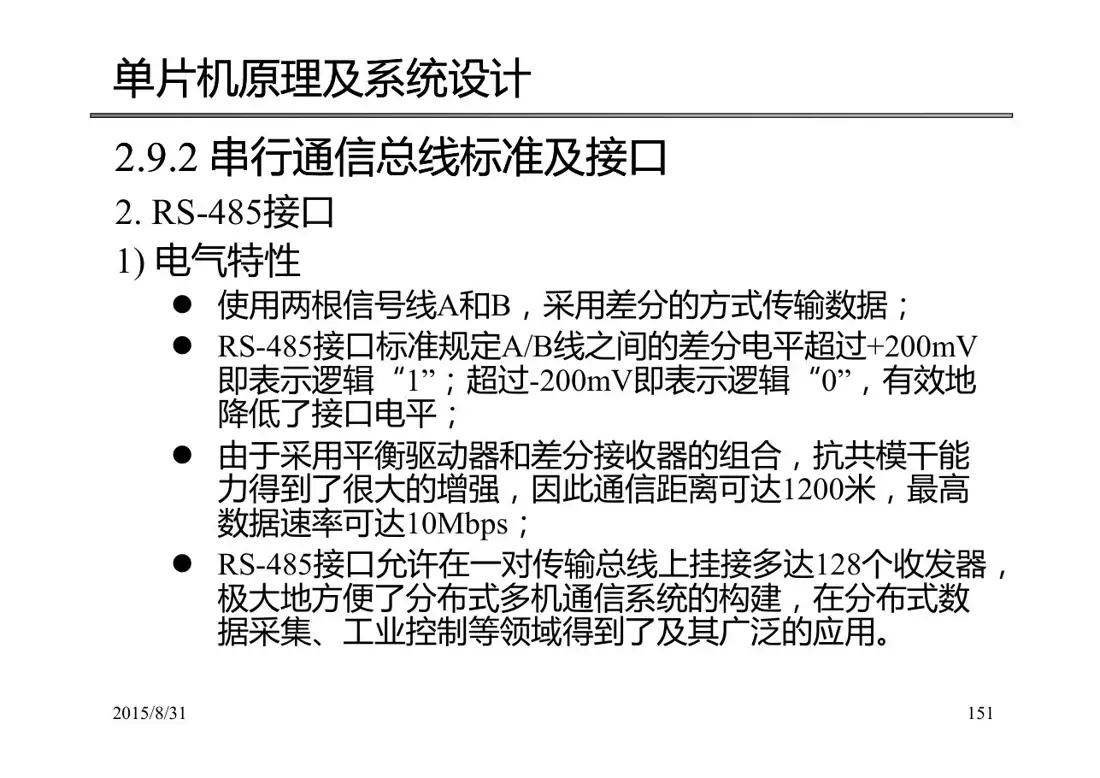 单片机原理及系统设计
2.9.2 串行通信总线标准及接口
2. RS-485接口
1) 电气特性
● 使用两根信号线A和B，采用差分的方式传输数据；
● RS-485接口标准规定A/B线之间的差分电平超过+200mV
即表示逻辑“1”；超过-200mV即表示逻辑“0”，有效地
降低了接口电平；
● 由于采用平衡驱动器和差分接收器的组合，抗共模干能
力得到了很大的增强，因此通信距离可达1200米，最高
数据速率可达10Mbps；
● RS-485接口允许在一对传输总线上挂接多达128个收发器，
极大地方便了分布式多机通信系统的构建，在分布式数
据采集、工业控制等领域得到了及其广泛的应用。
2015/8/31
151